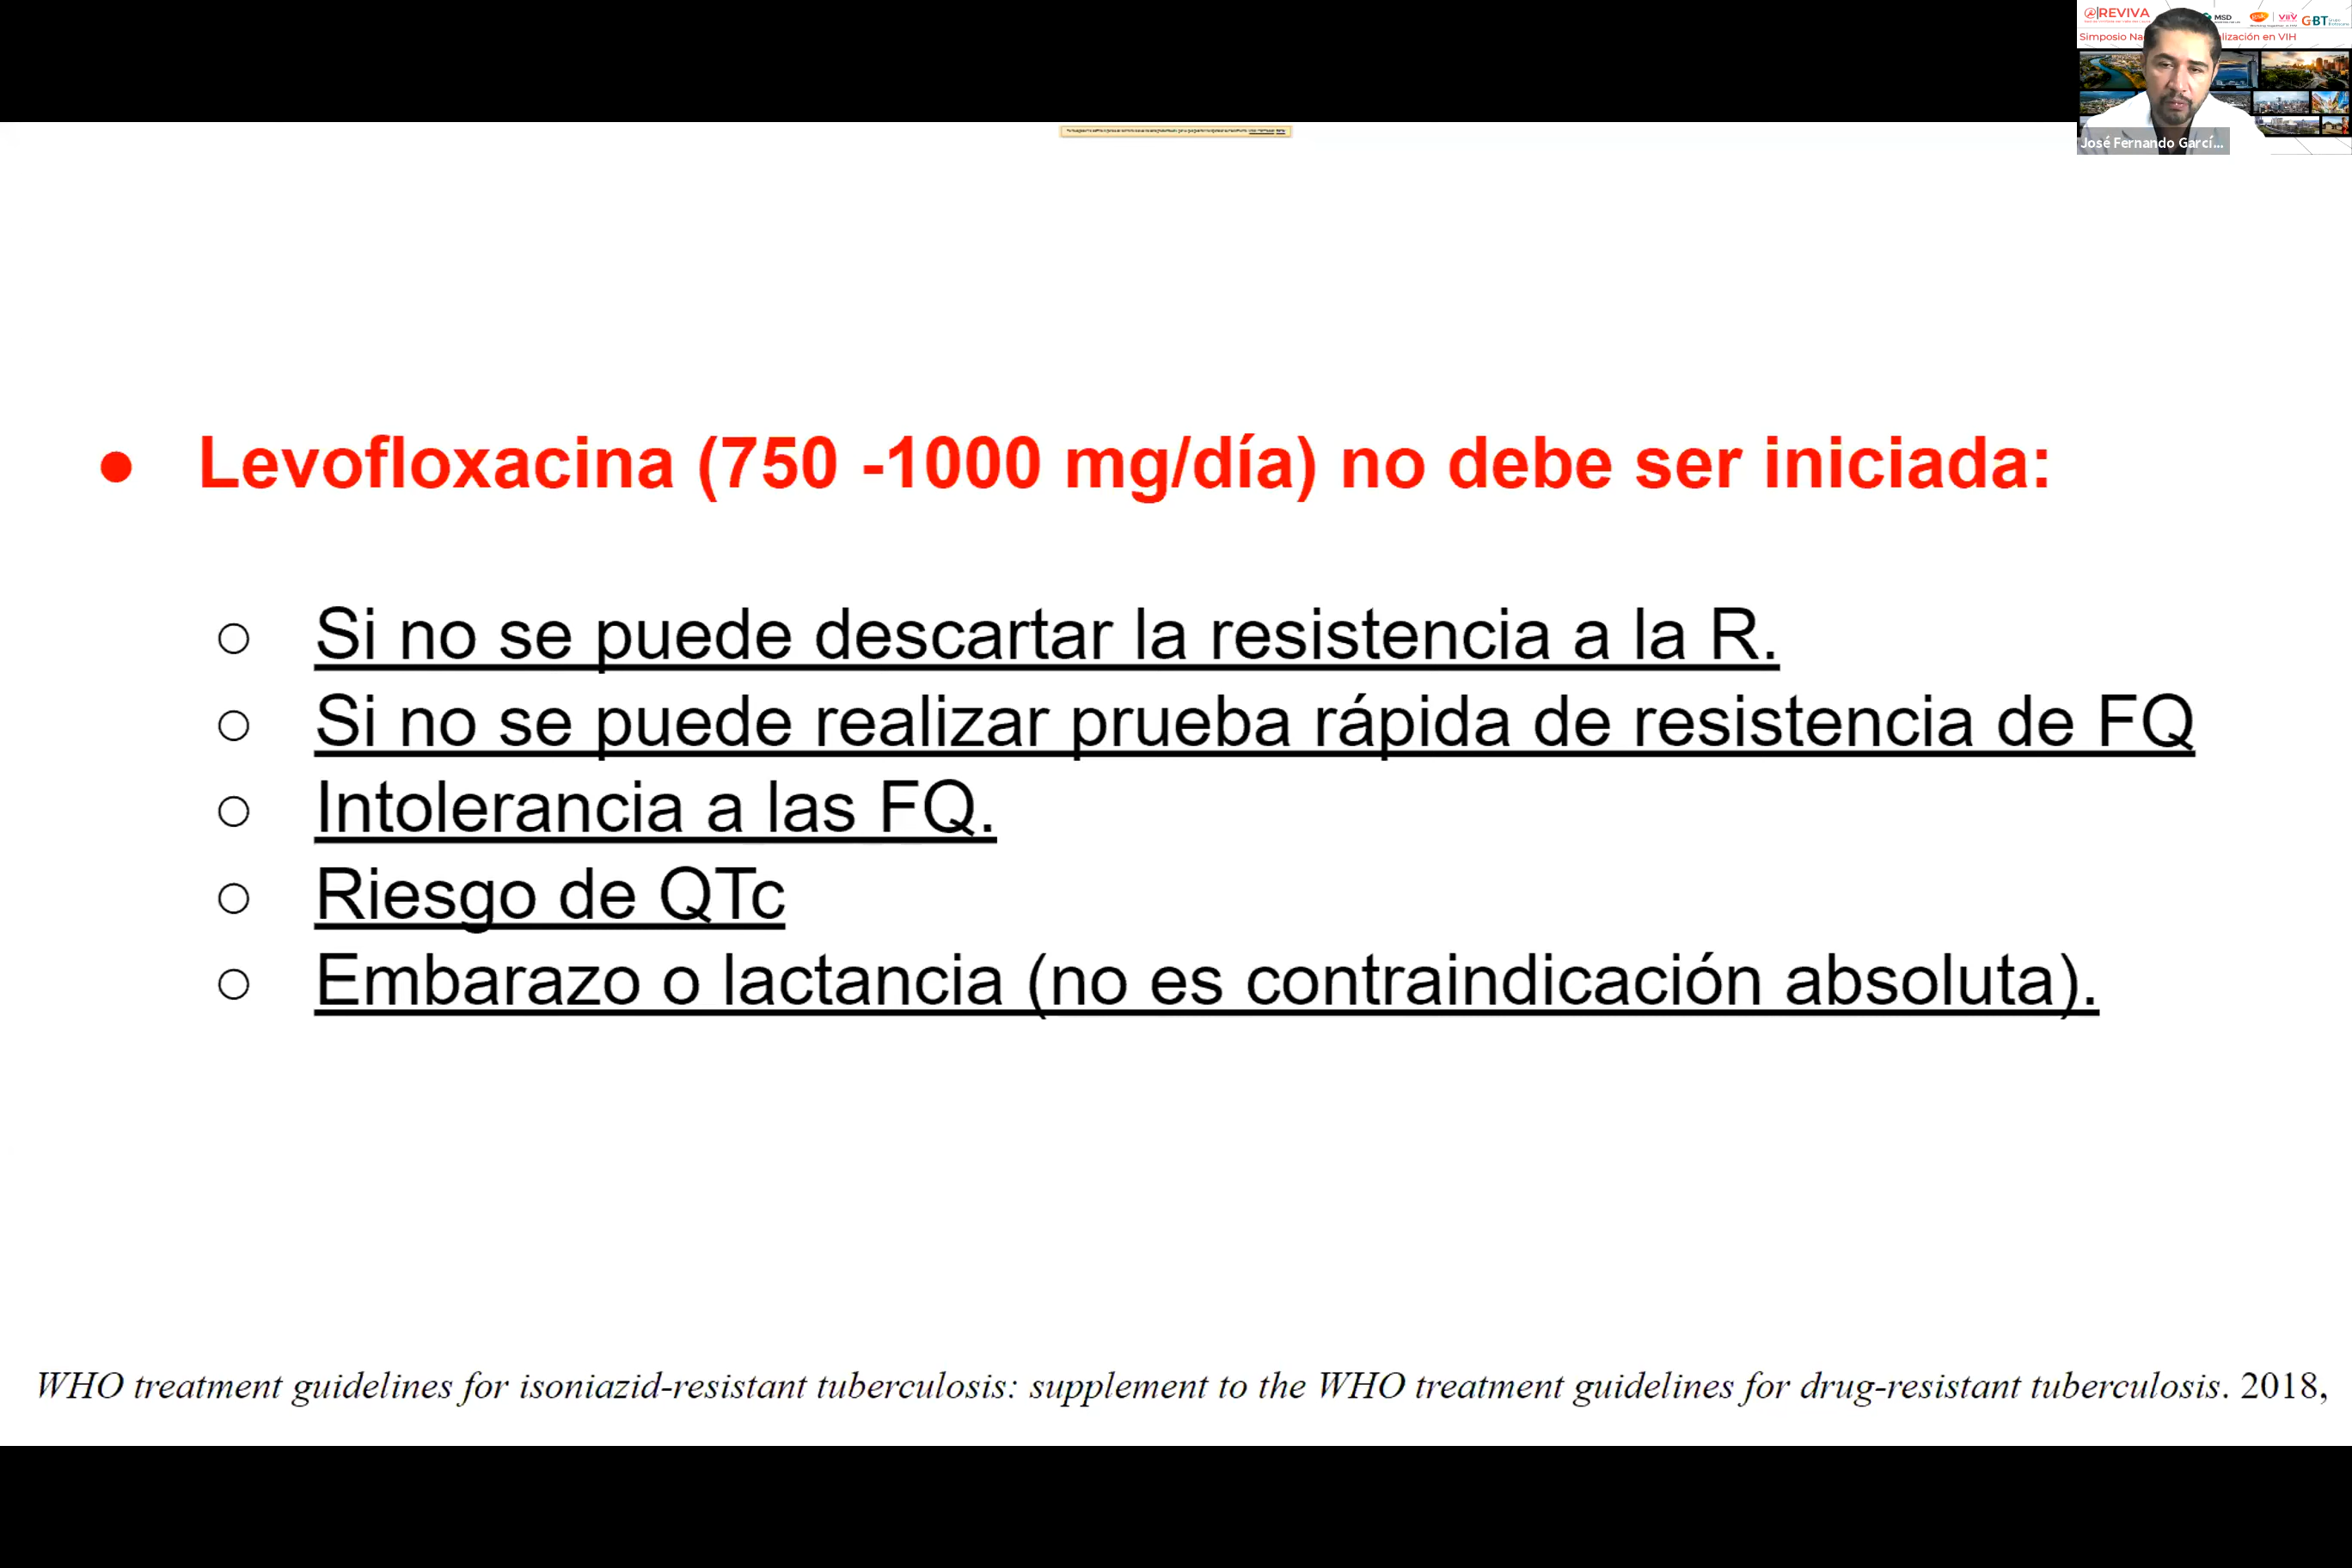 REVIVA
MSD
gsk
ViiV
GBT
Simposio Na
lización en VIH
José Fernando Garcí...
● Levofloxacina (750 -1000 mg/día) no debe ser iniciada:
○ Si no se puede descartar la resistencia a la R.
○ Si no se puede realizar prueba rápida de resistencia de FQ
○ Intolerancia a las FQ.
○ Riesgo de QTc
○ Embarazo o lactancia (no es contraindicación absoluta).
WHO treatment guidelines for isoniazid-resistant tuberculosis: supplement to the WHO treatment guidelines for drug-resistant tuberculosis. 2018,